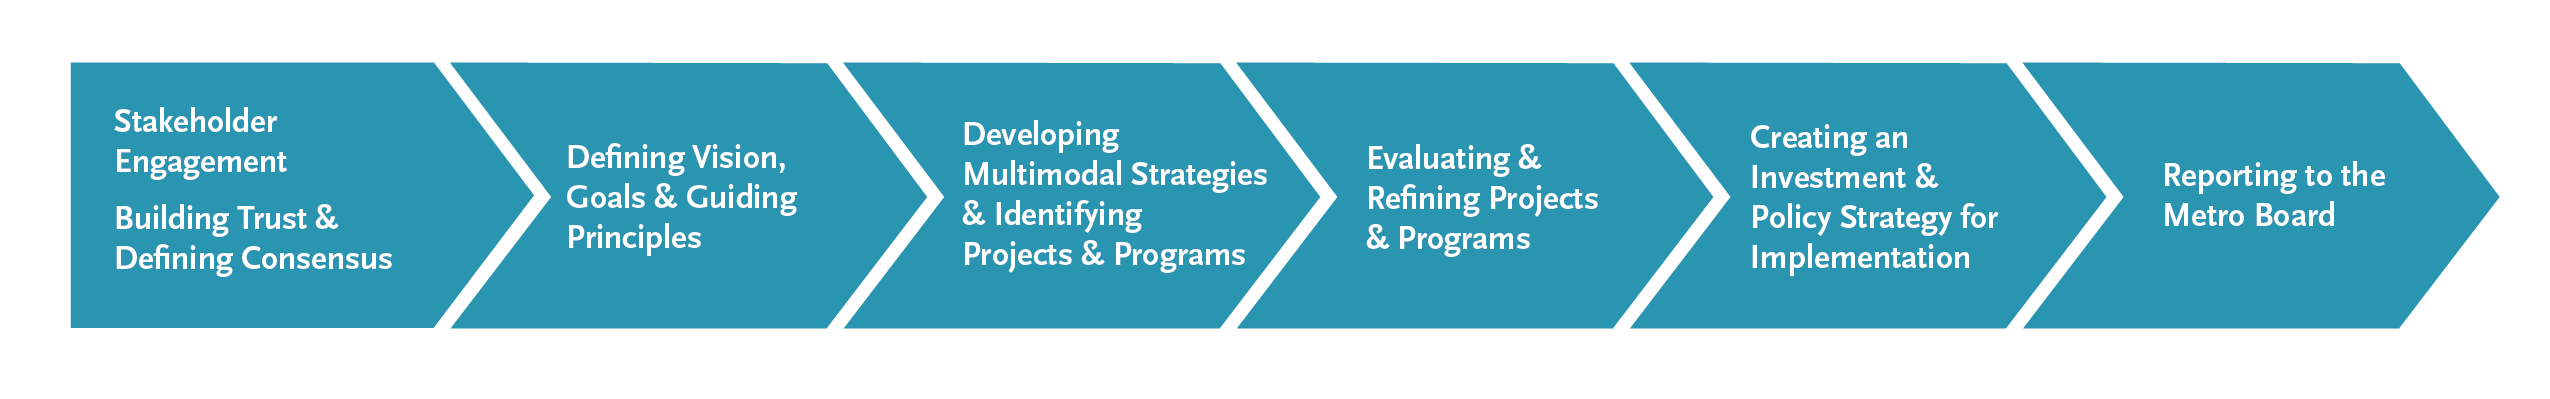 Stakeholder
Engagement
Building Trust &
Defining Consensus
Defining Vision,
Goals & Guiding
Principles
Developing
Multimodal Strategies
& Identifying
Projects & Programs
Evaluating &
Refining Projects
& Programs
Creating an
Investment &
Policy Strategy for
Implementation
Reporting to the
Metro Board